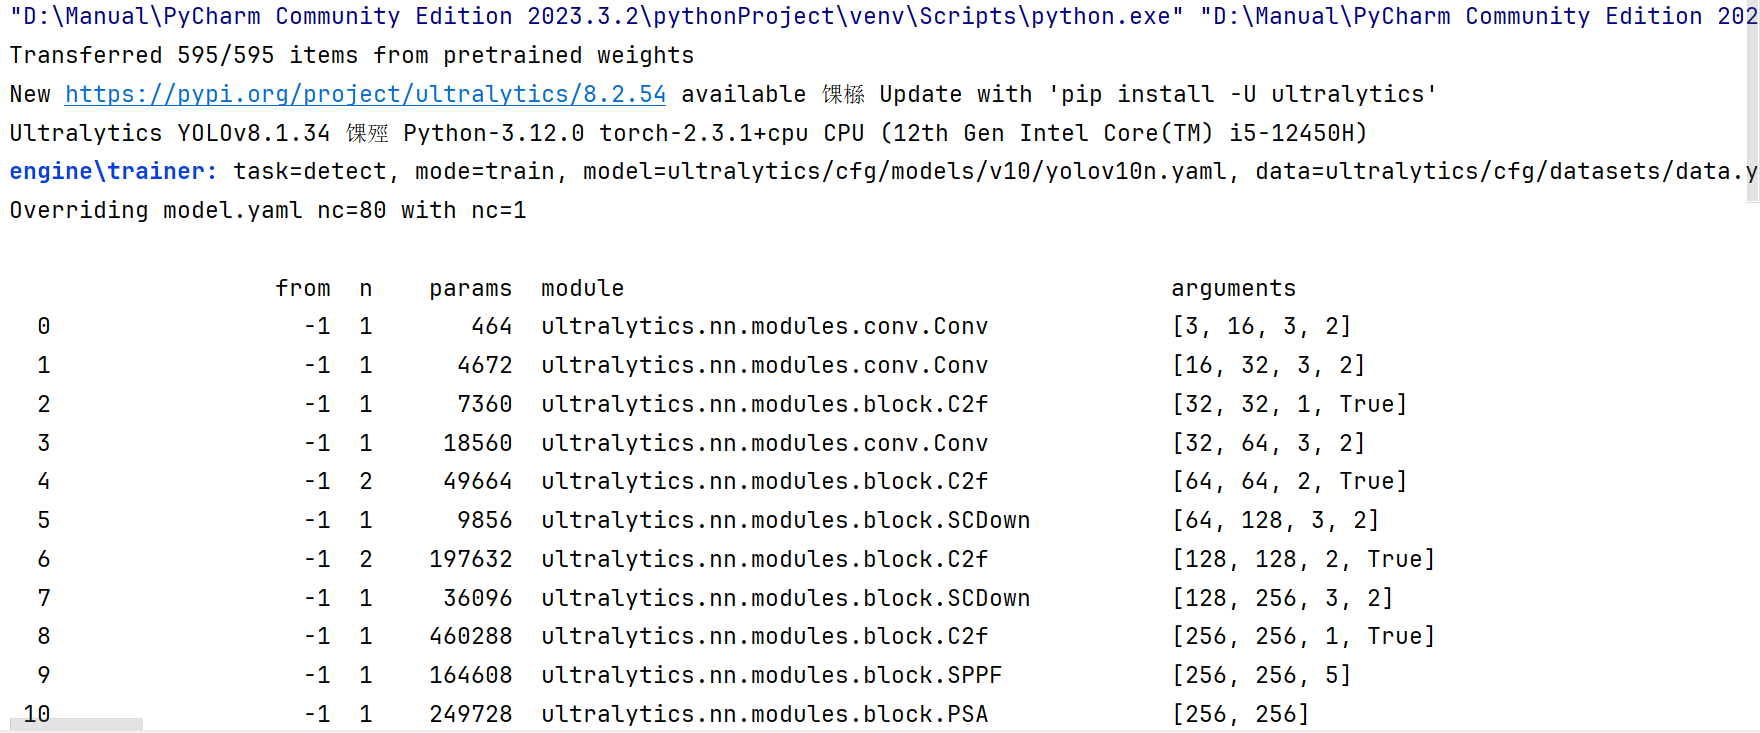 "D:\Manual\PyCharm Community Edition 2023.3.2\pythonProject\venv\Scripts\python.exe" "D:\Manual\PyCharm Community Edition 202
Transferred 595/595 items from pretrained weights
New https://pypi.org/project/ultralytics/8.2.54 available 馃槂 Update with 'pip install -U ultralytics'
Ultralytics YOLOv8.1.34 馃殌 Python-3.12.0 torch-2.3.1+cpu CPU (12th Gen Intel Core(TM) i5-12450H)
engine\trainer: task=detect, mode=train, model=ultralytics/cfg/models/v10/yolov10n.yaml, data=ultralytics/cfg/datasets/data.y
Overriding model.yaml nc=80 with nc=1
from n params module arguments
0 -1 1 464 ultralytics.nn.modules.conv.Conv [3, 16, 3, 2]
1 -1 1 4672 ultralytics.nn.modules.conv.Conv [16, 32, 3, 2]
2 -1 1 7360 ultralytics.nn.modules.block.C2f [32, 32, 1, True]
3 -1 1 18560 ultralytics.nn.modules.conv.Conv [32, 64, 3, 2]
4 -1 2 49664 ultralytics.nn.modules.block.C2f [64, 64, 2, True]
5 -1 1 9856 ultralytics.nn.modules.block.SCDown [64, 128, 3, 2]
6 -1 2 197632 ultralytics.nn.modules.block.C2f [128, 128, 2, True]
7 -1 1 36096 ultralytics.nn.modules.block.SCDown [128, 256, 3, 2]
8 -1 1 460288 ultralytics.nn.modules.block.C2f [256, 256, 1, True]
9 -1 1 164608 ultralytics.nn.modules.block.SPPF [256, 256, 5]
10 -1 1 249728 ultralytics.nn.modules.block.PSA [256, 256]